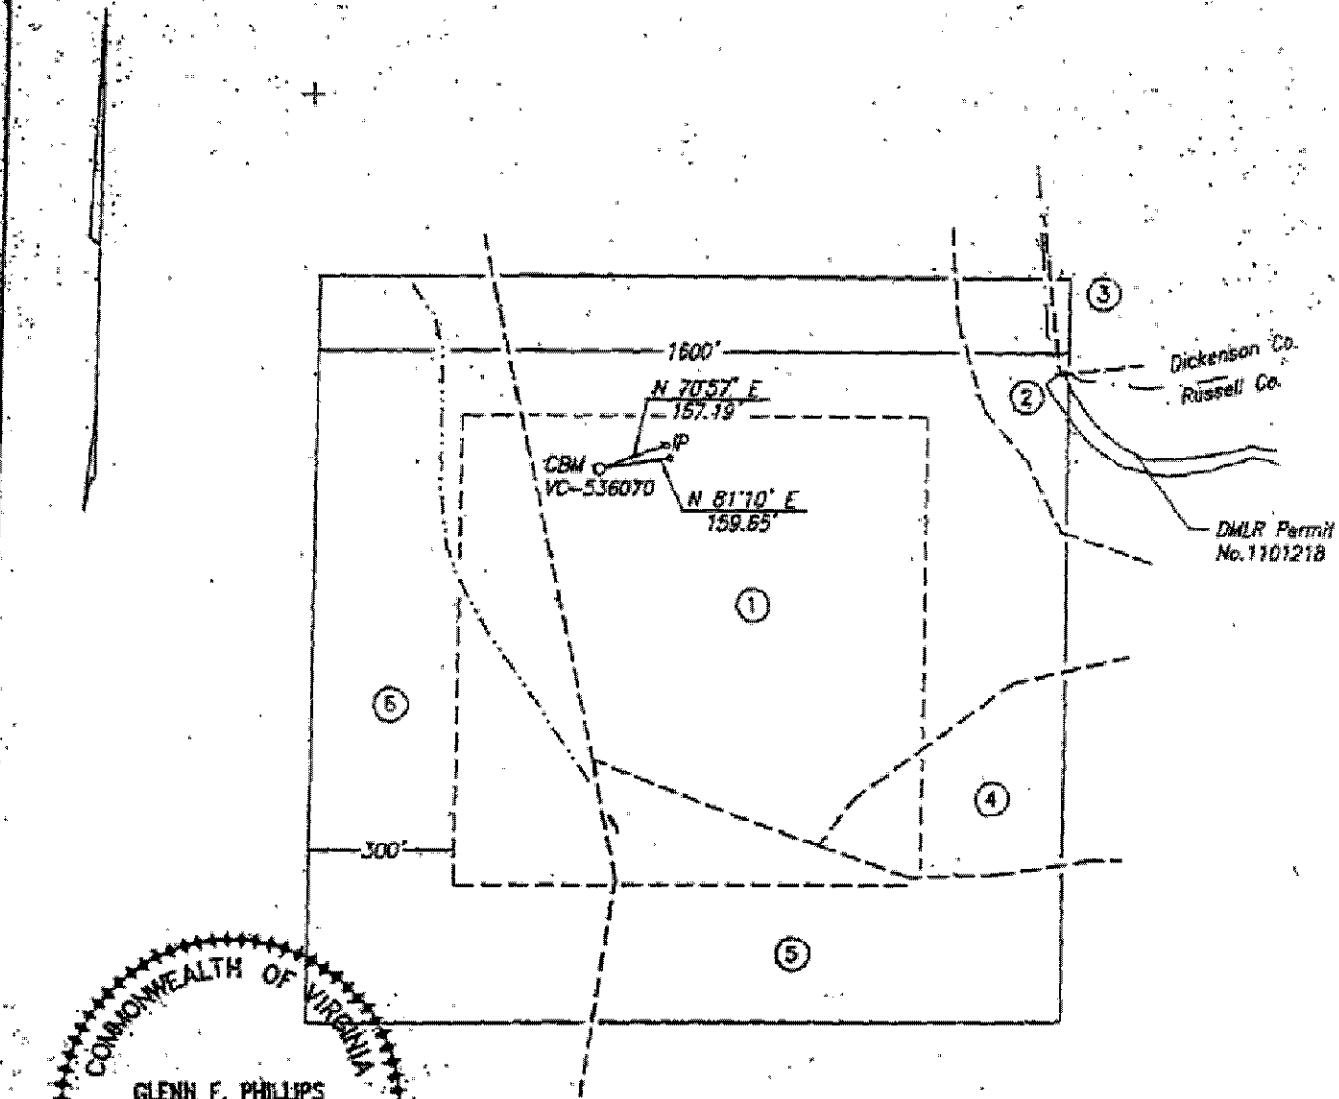 3
1600'
Dickenson Co.
Russell Co.
2
N 70°57' E
157.19'
IP
CBM
VC-536070
N 81°10' E
159.65'
DMLR Permit
No.1101218
1
6
4
300'
5
COMMONWEALTH OF VIRGINIA
GLENN F. PHILLIPS